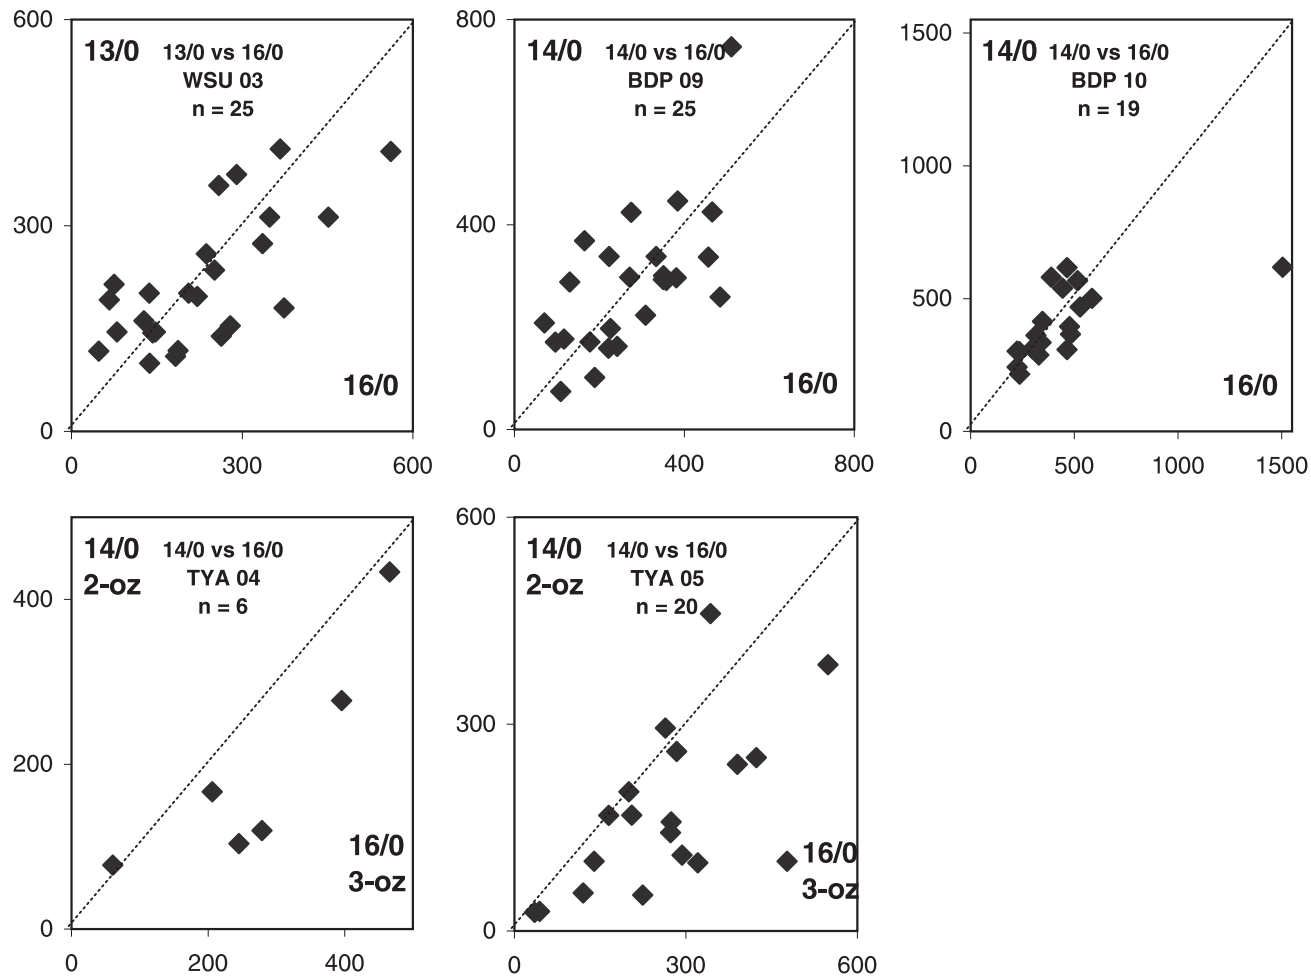 600
13/0 13/0 vs 16/0
WSU 03
n = 25
300
16/0
0
0 300 600
800
14/0 14/0 vs 16/0
BDP 09
n = 25
400
16/0
0
0 400 800
1500
14/0 14/0 vs 16/0
BDP 10
n = 19
1000
500
16/0
0
0 500 1000 1500
14/0 14/0 vs 16/0
2-oz TYA 04
n = 6
400
200
16/0
3-oz
0
0 200 400
600
14/0 14/0 vs 16/0
2-oz TYA 05
n = 20
300
16/0
3-oz
0
0 300 600